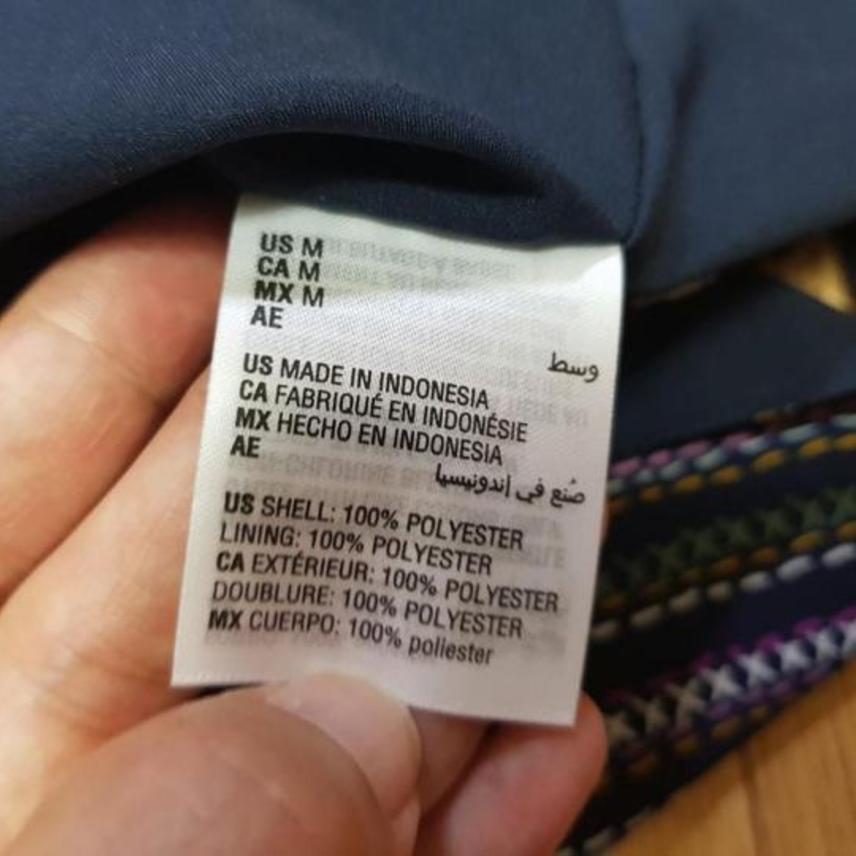 US M
CA M
MX M
AE
وسط
US MADE IN INDONESIA
CA FABRIQUÉ EN INDONÉSIE
MX HECHO EN INDONESIA
AE
صُنع في إندونيسيا
US SHELL: 100% POLYESTER
LINING: 100% POLYESTER
CA EXTÉRIEUR: 100% POLYESTER
DOUBLURE: 100% POLYESTER
MX CUERPO: 100% poliester